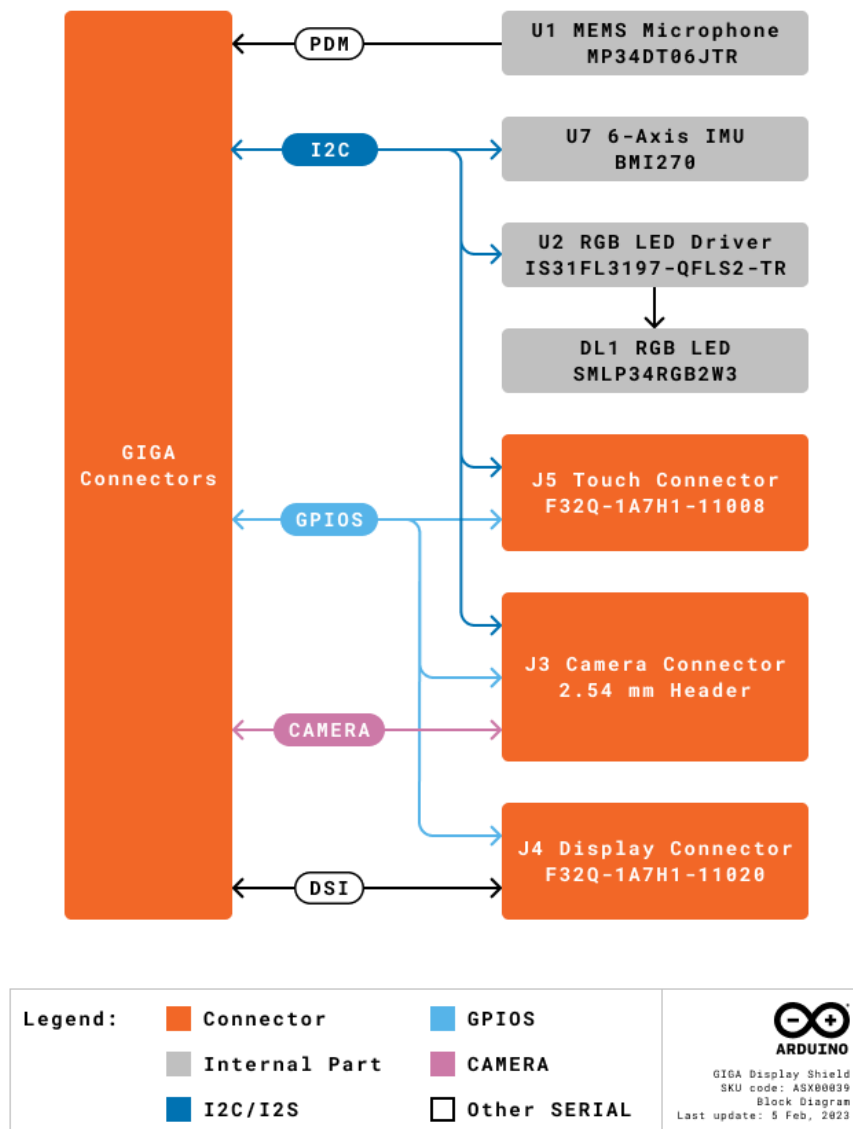 PDM
U1 MEMS Microphone
MP34DT06JTR
I2C
U7 6-Axis IMU
BMI270
U2 RGB LED Driver
IS31FL3197-QFLS2-TR
DL1 RGB LED
SMLP34RGB2W3
GIGA
Connectors
J5 Touch Connector
F32Q-1A7H1-11008
GPIOS
J3 Camera Connector
2.54 mm Header
CAMERA
J4 Display Connector
F32Q-1A7H1-11020
DSI
Legend:
Connector
GPIOS
Internal Part
CAMERA
I2C/I2S
Other SERIAL
ARDUINO
GIGA Display Shield
SKU code: ASX00039
Block Diagram
Last update: 5 Feb, 2023